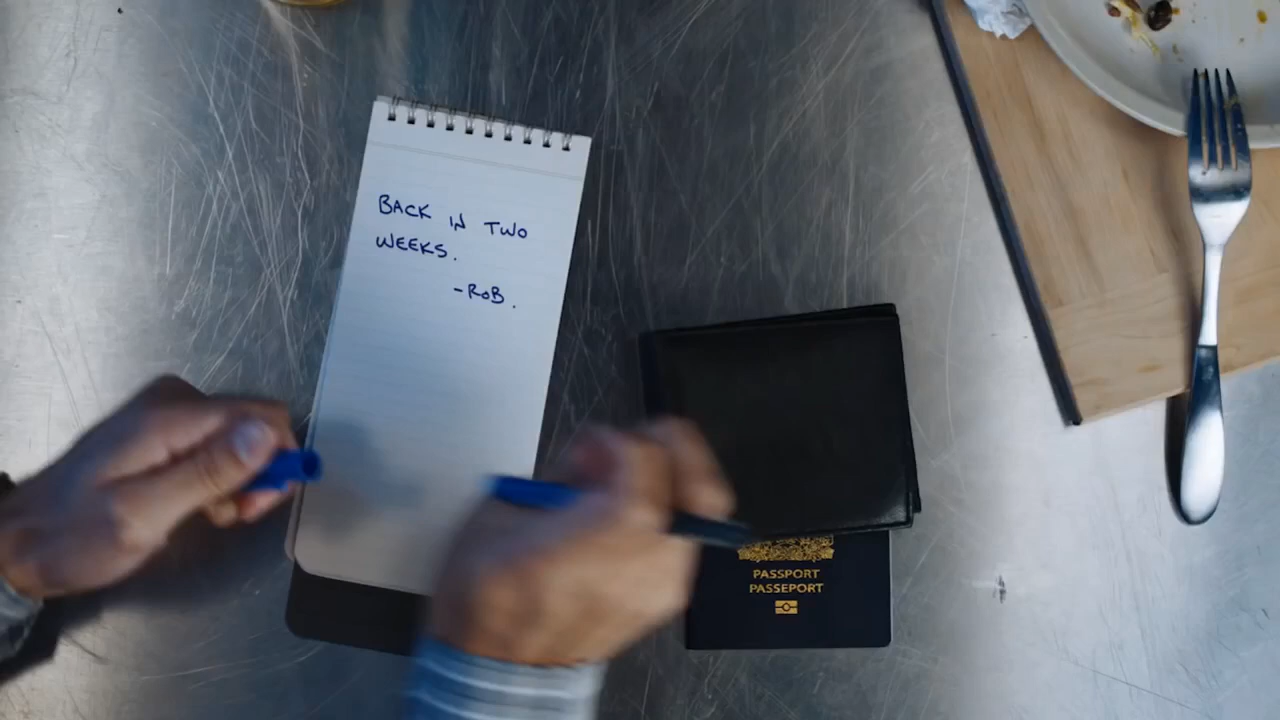 BACK IN TWO
WEEKS.
-ROB.
PASSPORT
PASSEPORT